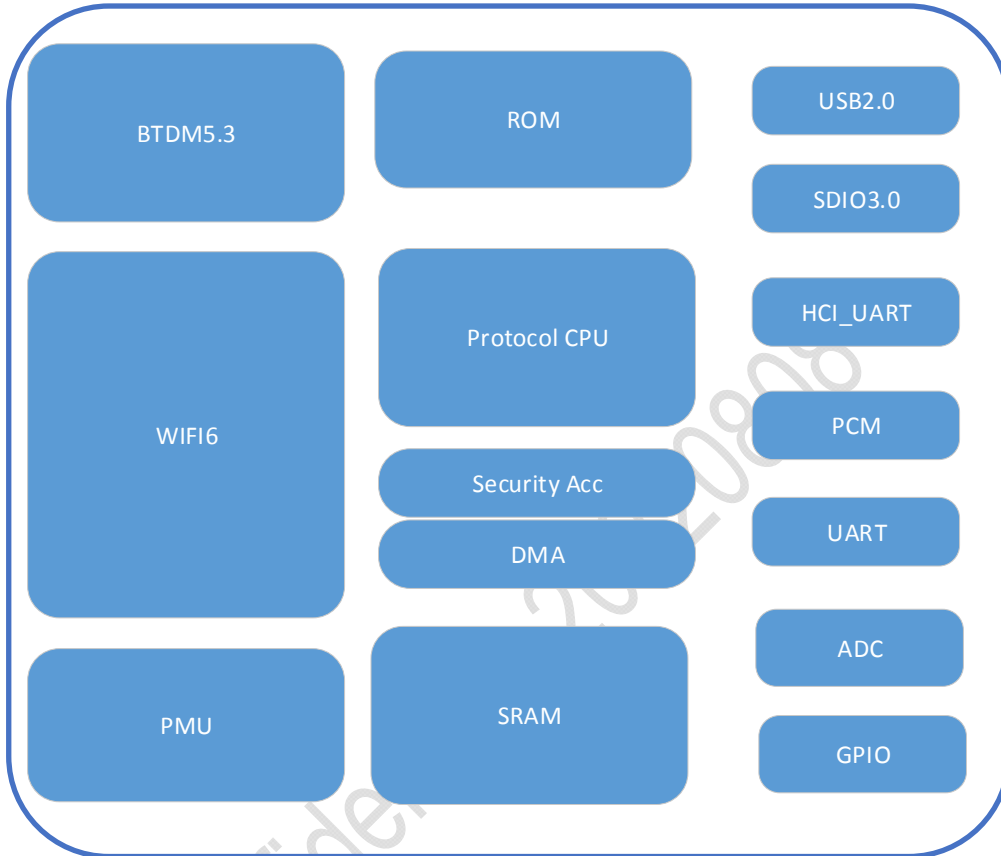 BTDM5.3
ROM
USB2.0
SDIO3.0
WIFI6
Protocol CPU
HCI_UART
PCM
Security Acc
UART
DMA
PMU
SRAM
ADC
GPIO